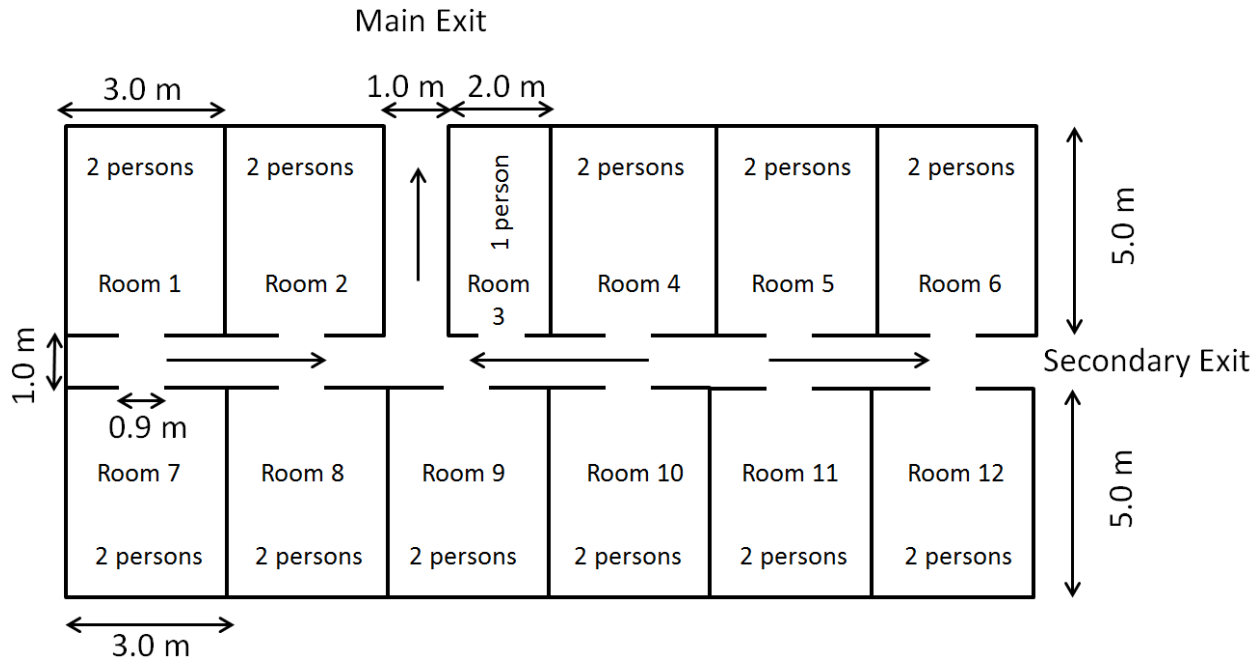 Main Exit
3.0 m
1.0 m
2.0 m
2 persons
2 persons
1 person
2 persons
2 persons
2 persons
5.0 m
Room 1
Room 2
Room
3
Room 4
Room 5
Room 6
1.0 m
Secondary Exit
0.9 m
Room 7
Room 8
Room 9
Room 10
Room 11
Room 12
5.0 m
2 persons
2 persons
2 persons
2 persons
2 persons
2 persons
3.0 m